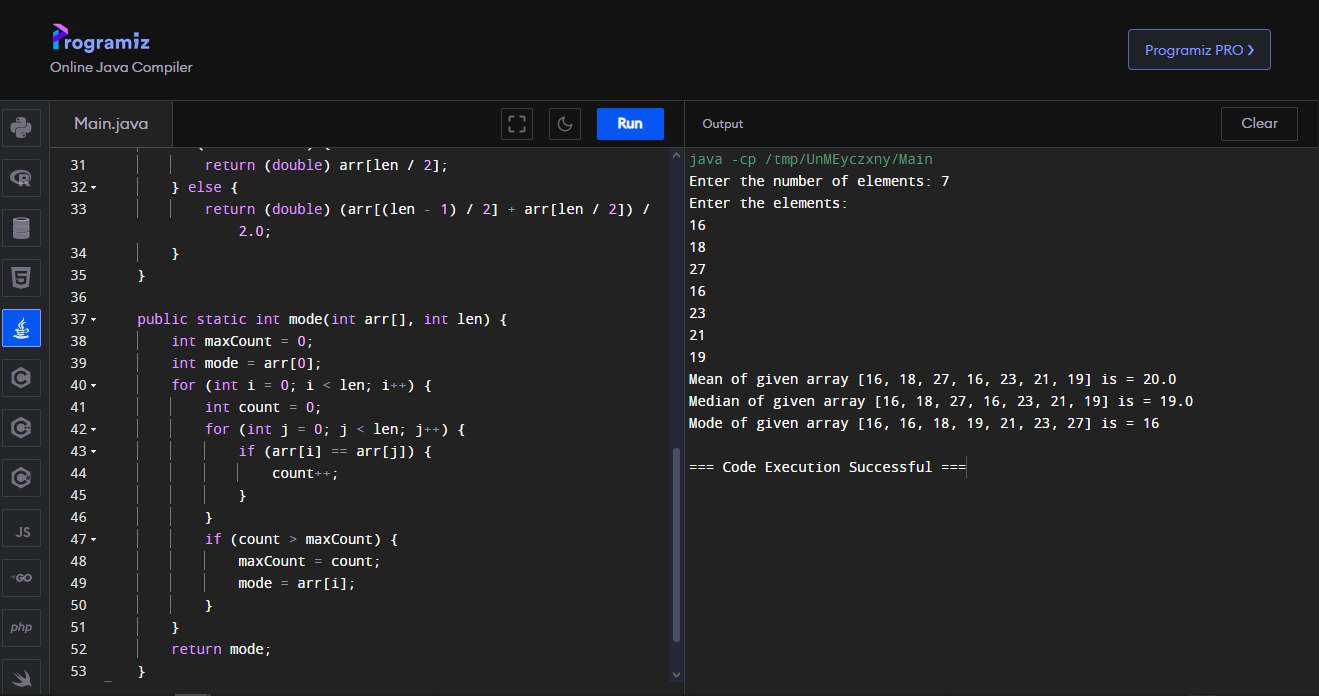 Programiz
Online Java Compiler
Programiz PRO ❯
Main.java
Run
Output
Clear
31 return (double) arr[len / 2];
32 } else {
33 return (double) (arr[(len - 1) / 2] + arr[len / 2]) /
2.0;
34 }
35 }
36
37 public static int mode(int arr[], int len) {
38 int maxCount = 0;
39 int mode = arr[0];
40 for (int i = 0; i < len; i++) {
41 int count = 0;
42 for (int j = 0; j < len; j++) {
43 if (arr[i] == arr[j]) {
44 count++;
45 }
46 }
47 if (count > maxCount) {
48 maxCount = count;
49 mode = arr[i];
50 }
51 }
52 return mode;
53 }
java -cp /tmp/UnMEyczxny/Main
Enter the number of elements: 7
Enter the elements:
16
18
27
16
23
21
19
Mean of given array [16, 18, 27, 16, 23, 21, 19] is = 20.0
Median of given array [16, 18, 27, 16, 23, 21, 19] is = 19.0
Mode of given array [16, 16, 18, 19, 21, 23, 27] is = 16
=== Code Execution Successful ===
R
5
C
C
C
JS
GO
php